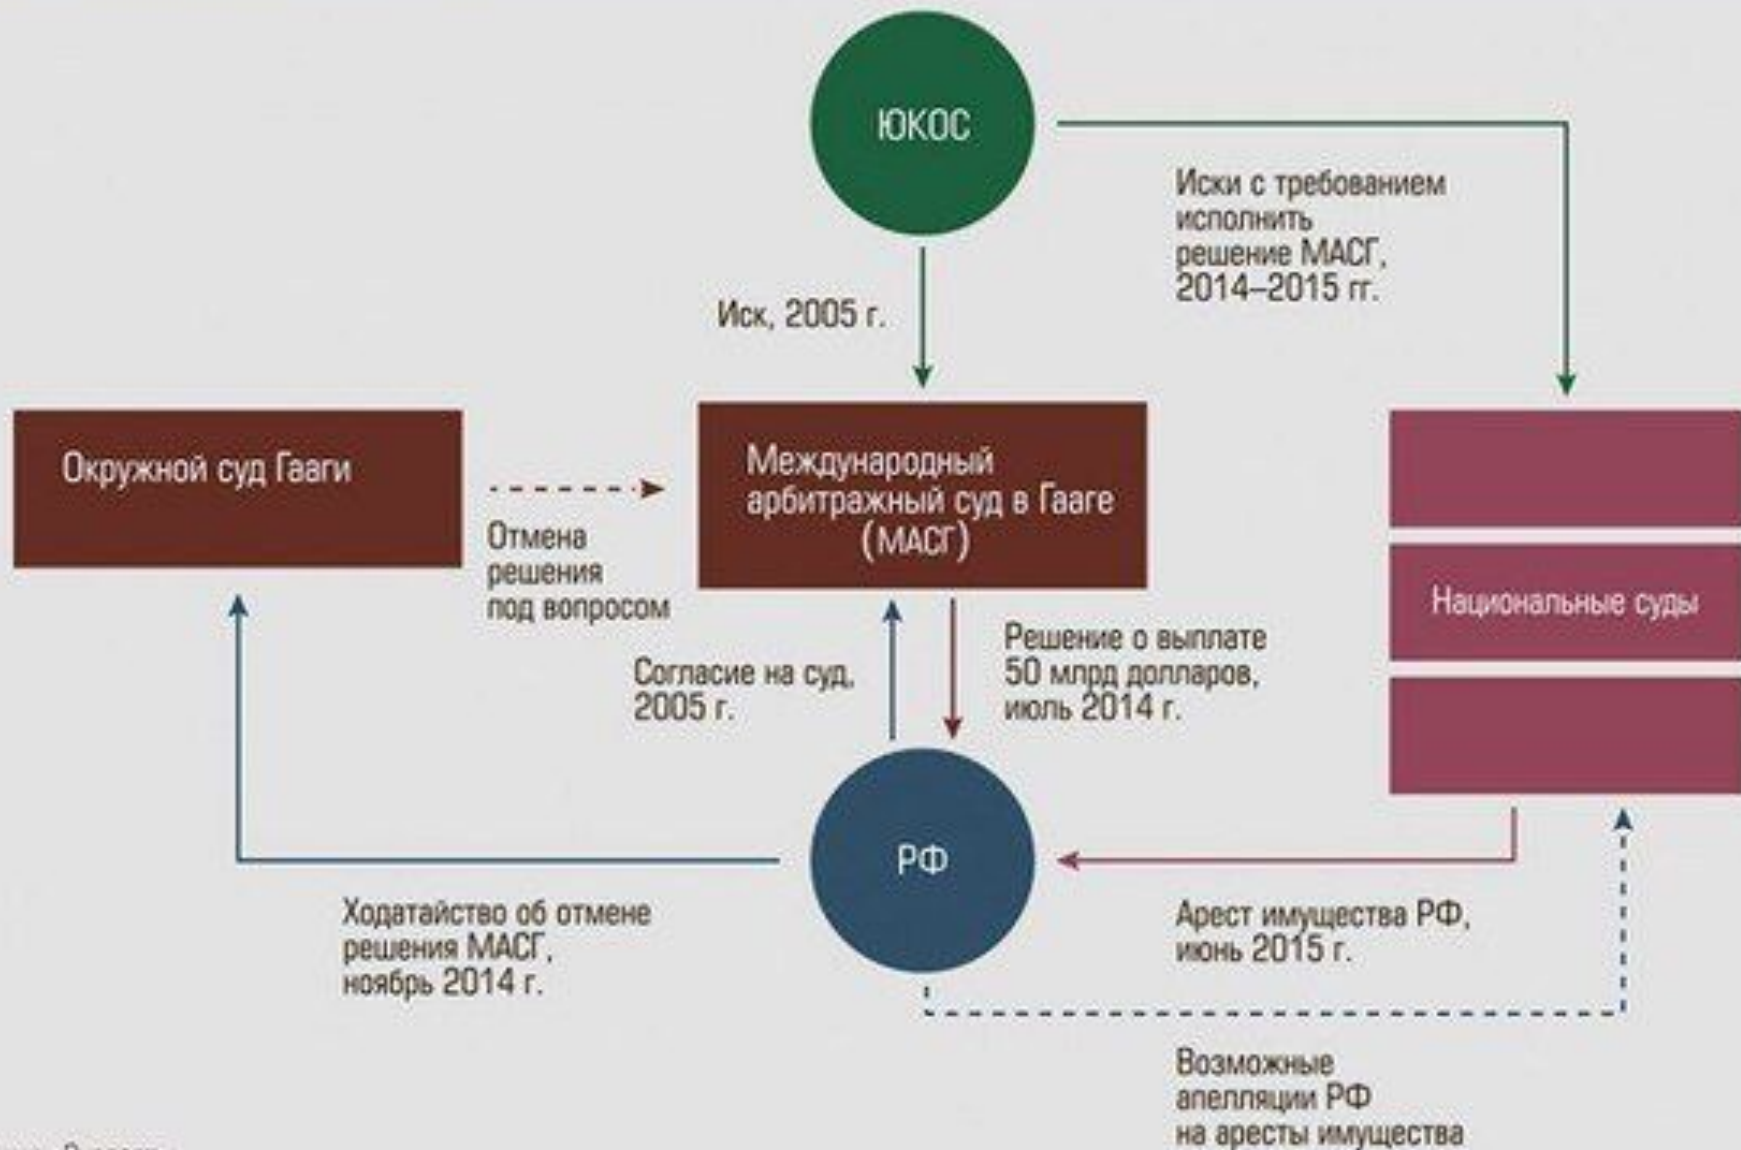 ЮКОС
Иски с требованием
исполнить
решение МАСГ,
2014–2015 гг.
Иск, 2005 г.
Окружной суд Гааги
Международный
арбитражный суд в Гааге
(МАСГ)
Отмена
решения
под вопросом
Национальные суды
Согласие на суд,
2005 г.
Решение о выплате
50 млрд долларов,
июль 2014 г.
РФ
Ходатайство об отмене
решения МАСГ,
ноябрь 2014 г.
Арест имущества РФ,
июнь 2015 г.
Возможные
апелляции РФ
на аресты имущества